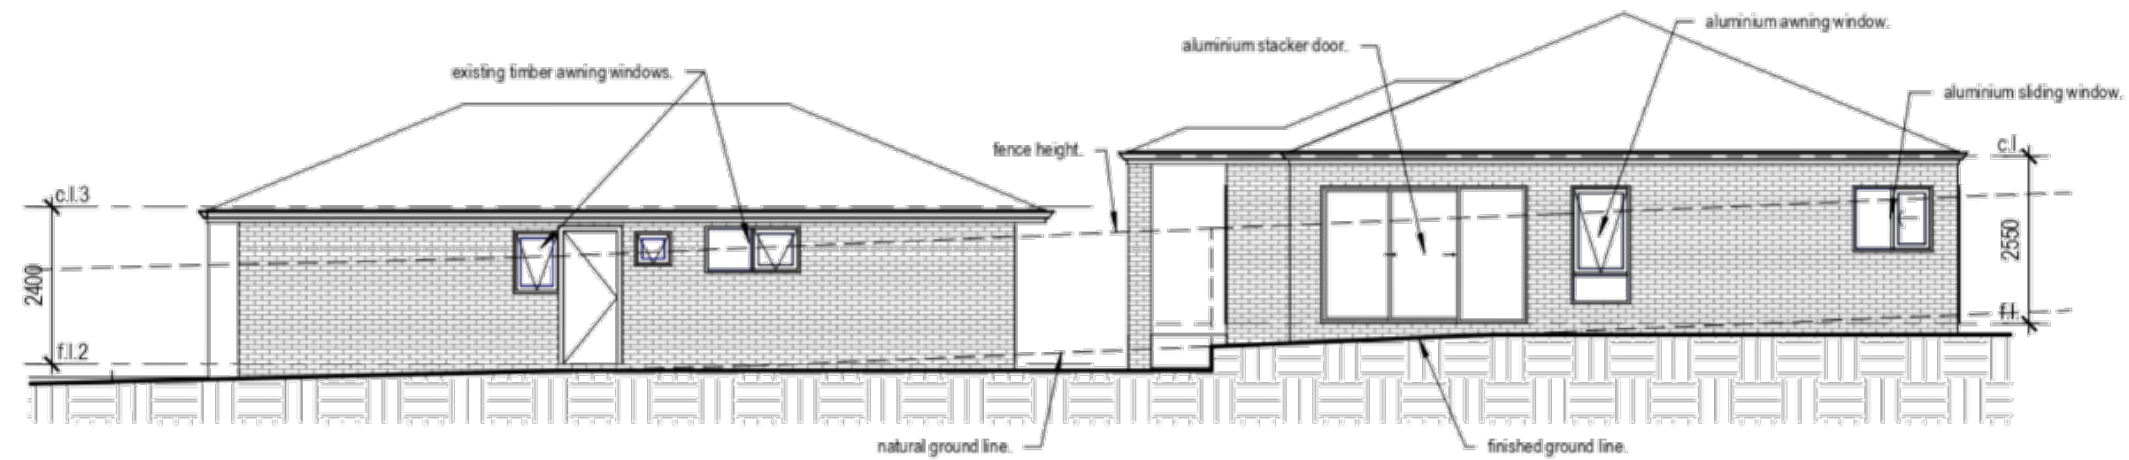 aluminium awning window.
aluminium stacker door.
existing timber awning windows.
aluminium sliding window.
fence height.
c.l.
c.l.3
2400
2550
f.l.
f.l.2
natural ground line.
finished ground line.